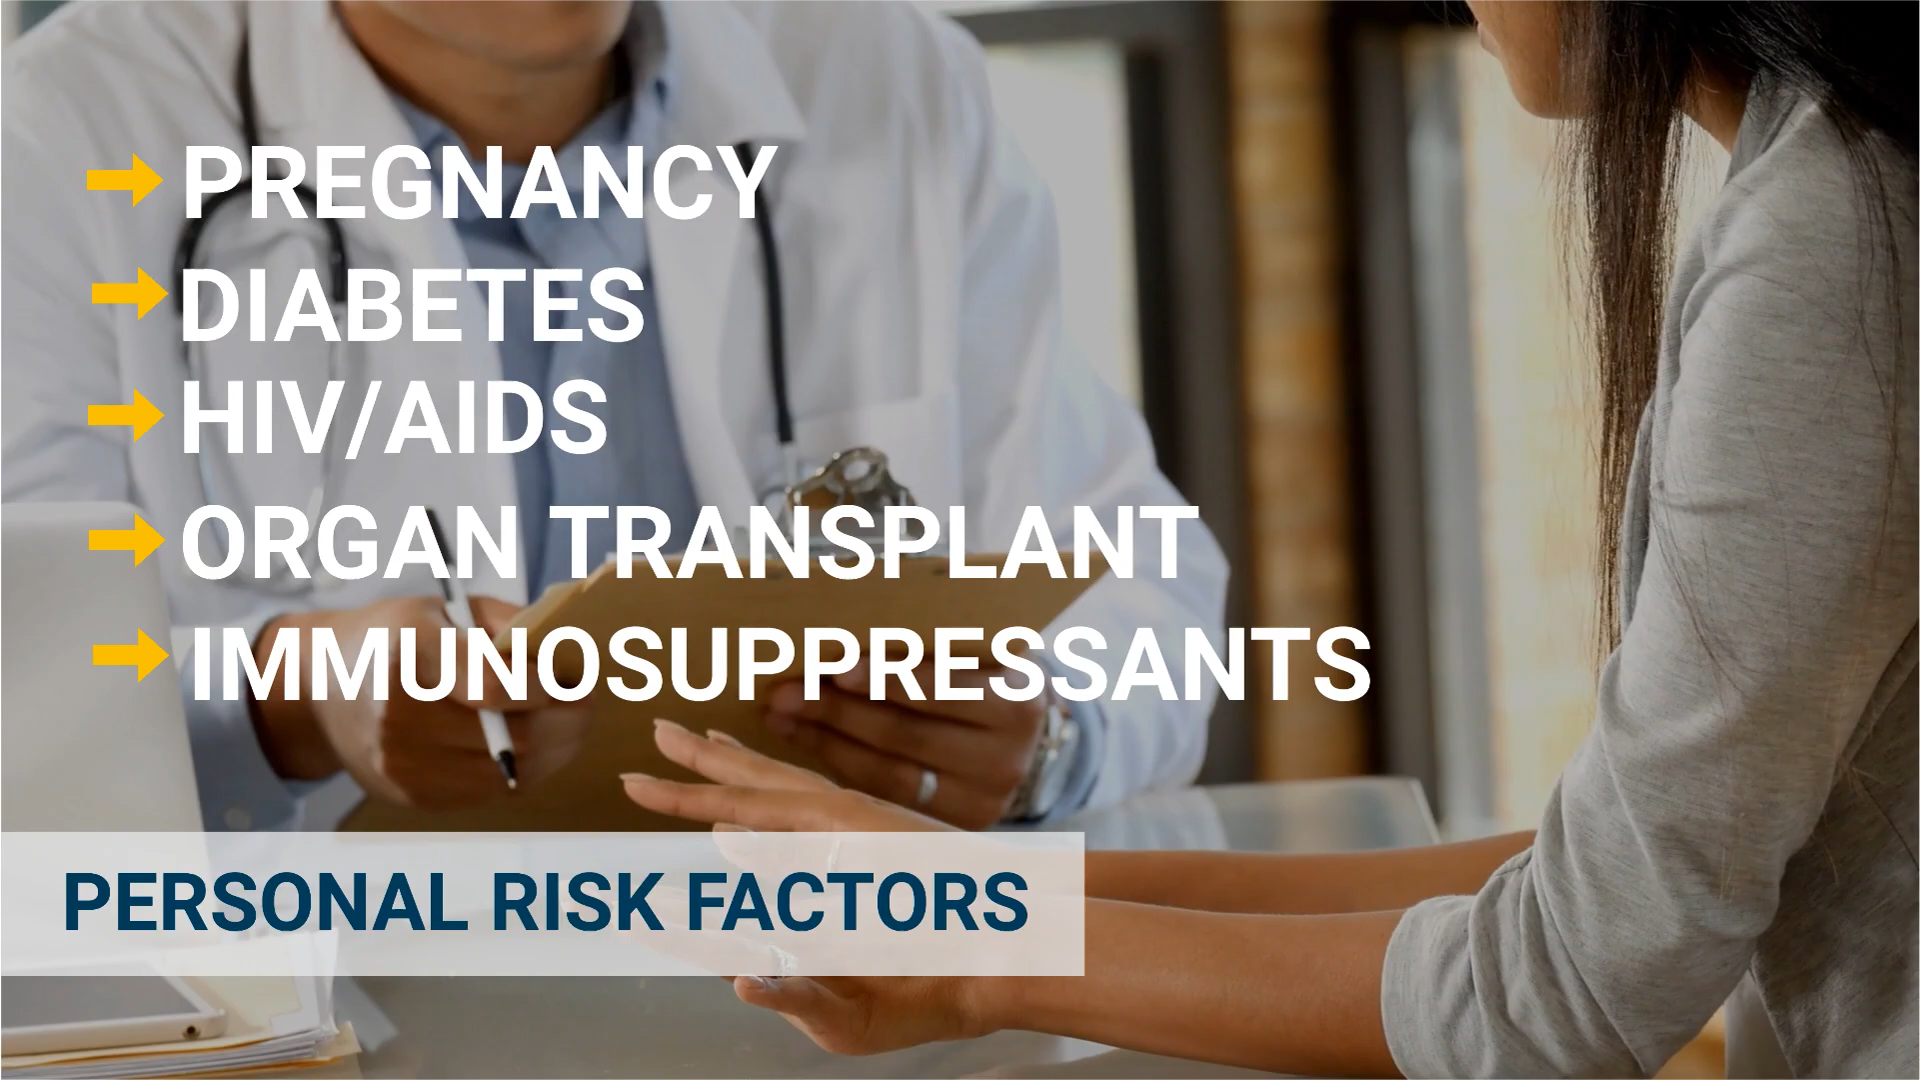 PREGNANCY
DIABETES
HIV/AIDS
ORGAN TRANSPLANT
IMMUNOSUPPRESSANTS
PERSONAL RISK FACTORS